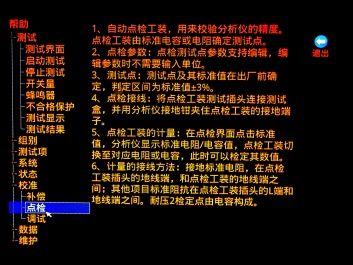 帮助
测试
测试界面
启动测试
停止测试
开关量
蜂鸣器
不合格保护
测试显示
测试结果
组别
测试项
系统
状态
校准
补偿
点检
调试
数据
维护
1、自动点检工装，用来校验分析仪的精度。
点检工装由标准电容或电阻确定测试点。
2、点检参数：点检测试点参数支持编辑，编
辑参数时不需要输入单位。
3、测试点：测试点及其标准值在出厂前确
定，判定区间为标准值±3%。
4、点检接线：将点检工装测试插头连接测试
盒，并用分析仪接地钳夹住点检工装的接地端
子。
5、点检工装的计量：在点检界面点击标准
值，分析仪显示标准电阻/电容值，点检工装切
换至对应电阻或电容，此时可以检定其数值。
6、计量的接线方法：接地标准电阻，在点检
工装插头的地线端，和点检工装的地线端之
间；其他项目标准阻抗在点检工装插头的L端和
地线端之间。耐压2检定点由电容构成。
退出